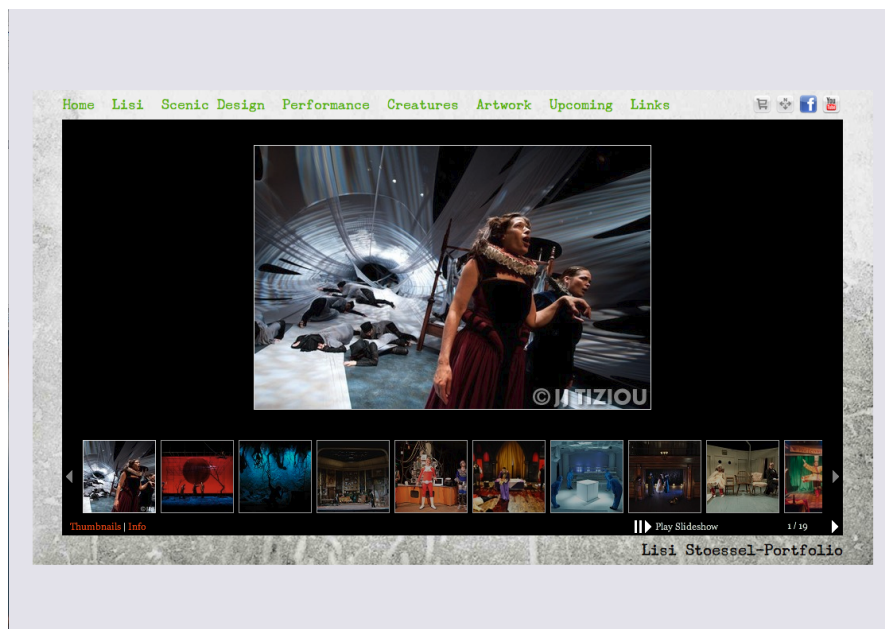 Home Lisi Scenic Design Performance Creatures Artwork Upcoming Links
© JJ TIZIOU
Thumbnails | Info Play Slideshow 1 / 19
Lisi Stoessel-Portfolio